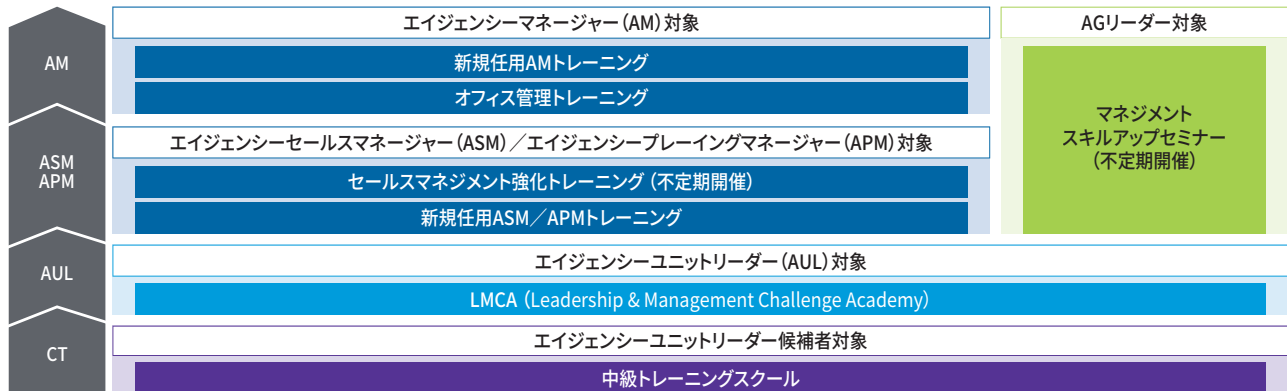 AM
エイジェンシーマネージャー（AM）対象
新規任用AMトレーニング
オフィス管理トレーニング
AGリーダー対象
マネジメント
スキルアップセミナー
（不定期開催）
ASM
APM
エイジェンシーセールスマネージャー（ASM）／エイジェンシープレーイングマネージャー（APM）対象
セールスマネジメント強化トレーニング（不定期開催）
新規任用ASM／APMトレーニング
AUL
エイジェンシーユニットリーダー（AUL）対象
LMCA（Leadership & Management Challenge Academy）
CT
エイジェンシーユニットリーダー候補者対象
中級トレーニングスクール